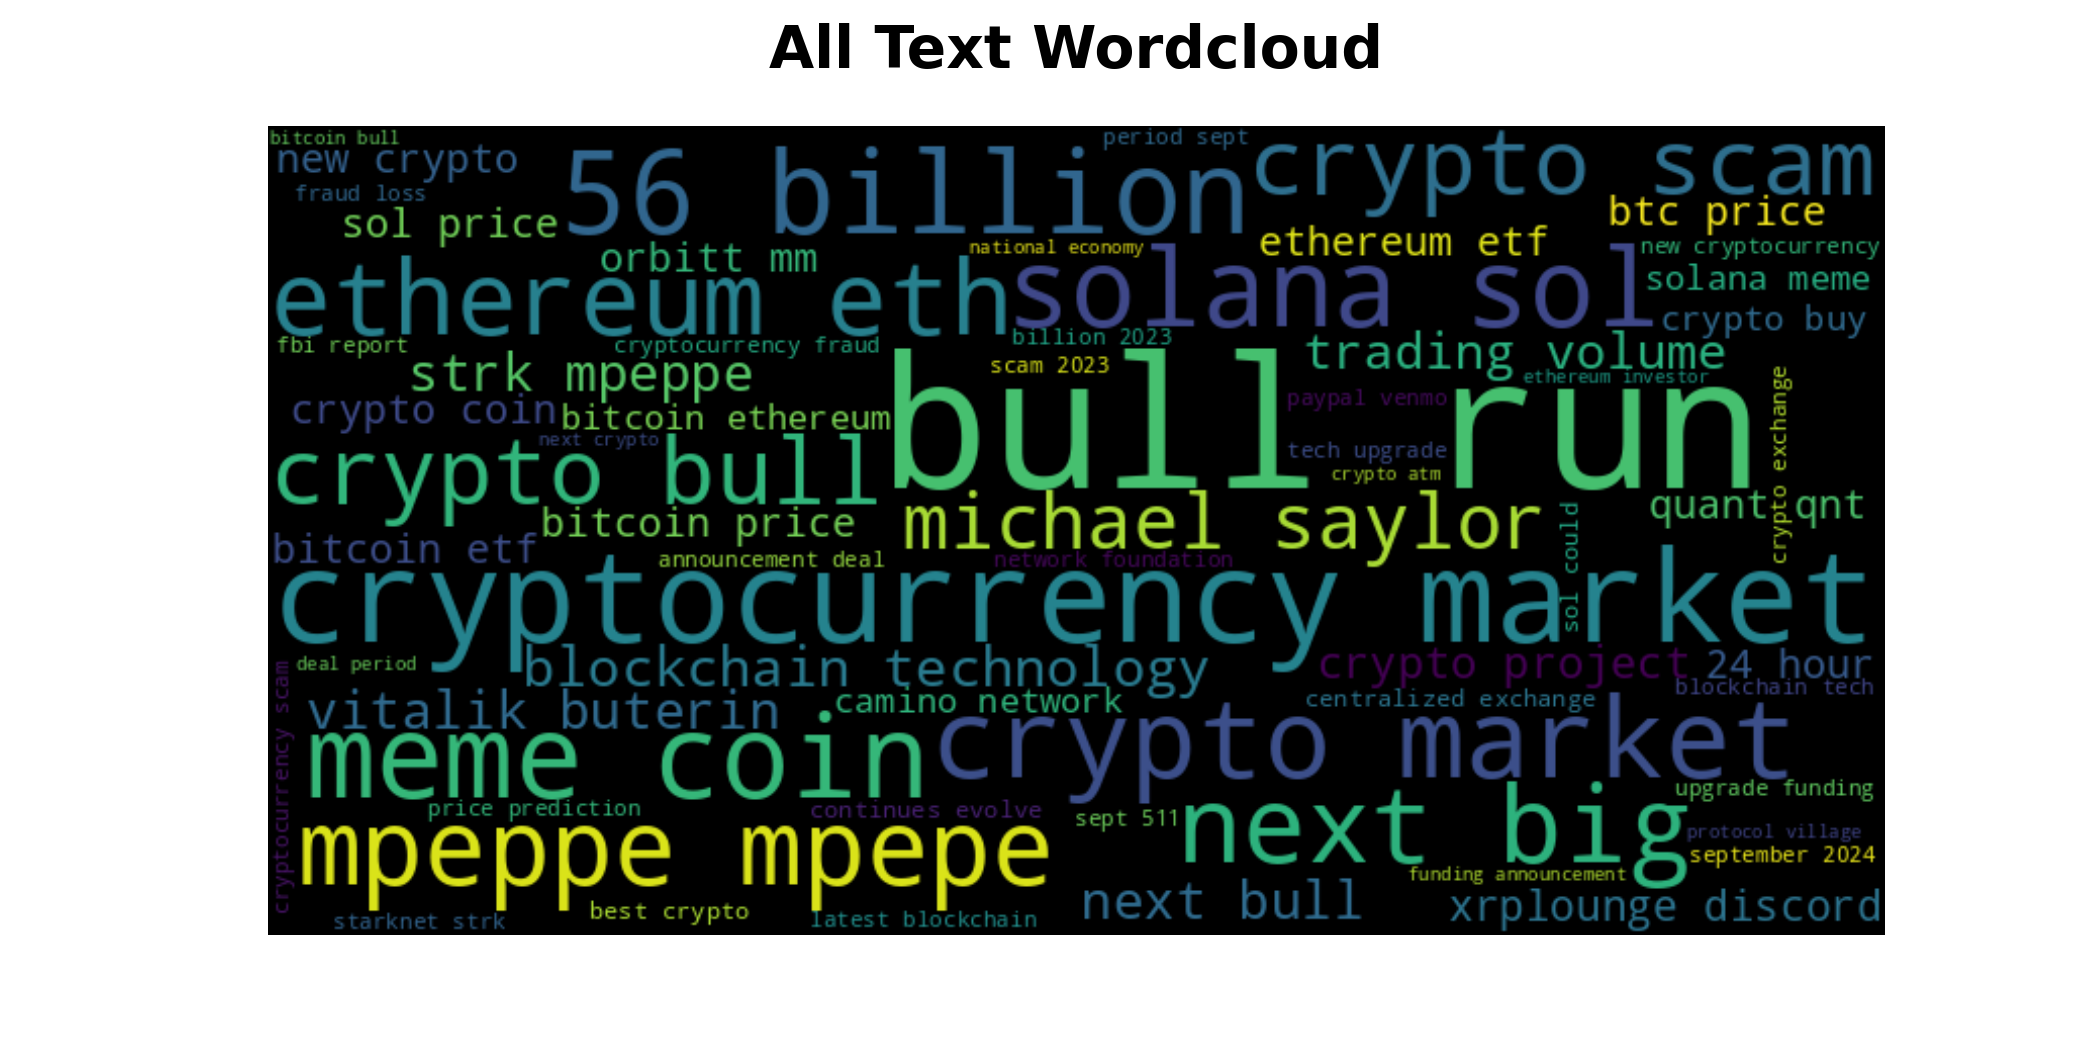 All Text Wordcloud
bitcoin bull
period sept
new crypto
56 billion
crypto scam
fraud loss
sol price
btc price
orbitt mm
national economy
ethereum etf
new cryptocurrency
ethereum eth
solana sol
solana meme
crypto buy
fbi report
cryptocurrency fraud
billion 2023
trading volume
strk mpeppe
scam 2023
ethereum investor
crypto exchange
crypto coin
bitcoin ethereum
bull run
paypal venmo
next crypto
tech upgrade
crypto atm
crypto bull
bitcoin price
michael saylor
quant qnt
sol could
bitcoin etf
announcement deal
network foundation
cryptocurrency market
deal period
blockchain technology
crypto project
24 hour
cryptocurrency scam
blockchain tech
vitalik buterin
camino network
centralized exchange
meme coin
crypto market
price prediction
continues evolve
sept 511
next big
upgrade funding
mpeppe mpepe
protocol village
september 2024
funding announcement
starknet strk
best crypto
latest blockchain
next bull
xrplounge discord